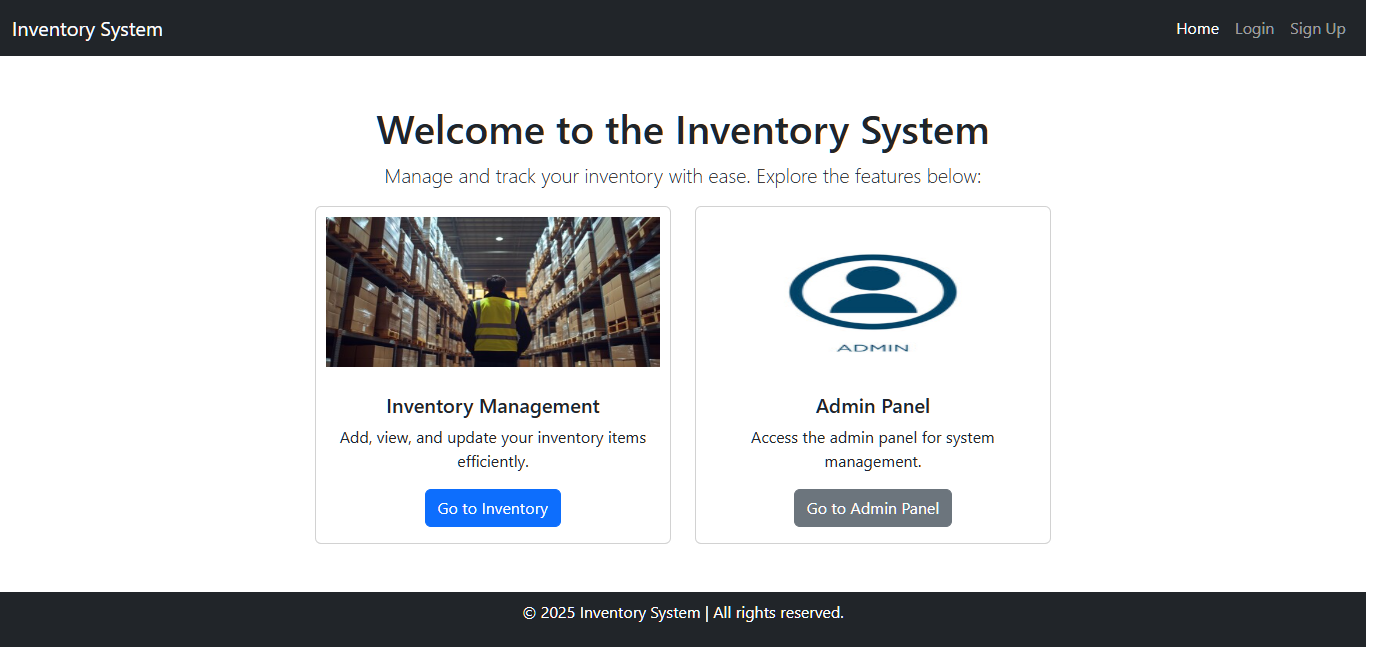 Inventory System
Home Login Sign Up
Welcome to the Inventory System
Manage and track your inventory with ease. Explore the features below:
ADMIN
Inventory Management
Add, view, and update your inventory items
efficiently.
Go to Inventory
Admin Panel
Access the admin panel for system
management.
Go to Admin Panel
© 2025 Inventory System | All rights reserved.